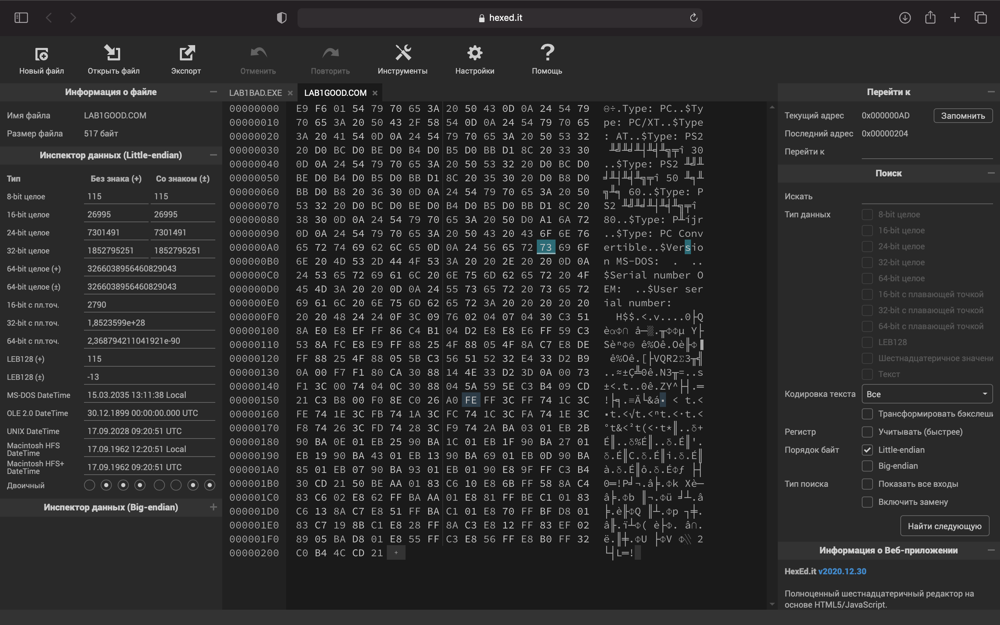 hexed.it
Новый файл
Открыть файл
Экспорт
Отменить
Повторить
Инструменты
Настройки
Помощь
Информация о файле
Имя файла LAB1GOOD.COM
Размер файла 517 байт
Инспектор данных (Little-endian)
Тип Без знака (+) Со знаком (±)
8-bit целое 115 115
16-bit целое 26995 26995
24-bit целое 7301491 7301491
32-bit целое 1852795251 1852795251
64-bit целое (+) 3266038956460829043
64-bit целое (±) 3266038956460829043
16-bit с пл.точ. 2790
32-bit с пл.точ. 1,8523599e+28
64-bit с пл.точ. 2,368794211041921e-90
LEB128 (+) 115
LEB128 (±) -13
MS-DOS DateTime 15.03.2035 13:11:38 Local
OLE 2.0 DateTime 30.12.1899 00:00:00.000 UTC
UNIX DateTime 17.09.2028 09:20:51 UTC
Macintosh HFS DateTime 17.09.1962 12:20:51 Local
Macintosh HFS+ DateTime 17.09.1962 09:20:51 UTC
Двоичный
Инспектор данных (Big-endian)
LAB1BAD.EXE
LAB1GOOD.COM
00000000 E9 F6 01 54 79 70 65 3A 20 50 43 0D 0A 24 54 79
00000010 70 65 3A 20 50 43 2F 58 54 0D 0A 24 54 79 70 65 pe: PC/XT..$Type
00000020 3A 20 41 54 0D 0A 24 54 79 70 65 3A 20 50 53 32 : AT..$Type: PS2
00000030 20 D0 BC D0 BE D0 B4 D0 B5 D0 BB D1 8C 20 33 30
00000040 0D 0A 24 54 79 70 65 3A 20 50 53 32 20 D0 BC D0
00000050 BE D0 B4 D0 B5 D0 BB D1 8C 20 35 30 20 D0 B8 D0
00000060 BB D0 B8 20 36 30 0D 0A 24 54 79 70 65 3A 20 50
00000070 53 32 20 D0 BC D0 BE D0 B4 D0 B5 D0 BB D1 8C 20
00000080 38 30 0D 0A 24 54 79 70 65 3A 20 50 D0 A1 6A 72 80..$Type: P╨íjr
00000090 0D 0A 24 54 79 70 65 3A 20 50 43 20 43 6F 6E 76 ..$Type: PC Conv
000000A0 65 72 74 69 62 6C 65 0D 0A 24 56 65 72 73 69 6F ertible..$Versio
000000B0 6E 20 4D 53 2D 44 4F 53 3A 20 20 2E 20 20 0D 0A n MS-DOS:  .  ..
000000C0 24 53 65 72 69 61 6C 20 6E 75 6D 62 65 72 20 4F $Serial number O
000000D0 45 4D 3A 20 20 0D 0A 24 55 73 65 72 20 73 65 72 EM:  ..$User ser
000000E0 69 61 6C 20 6E 75 6D 62 65 72 3A 20 20 20 20 20 ial number:
000000F0 20 20 48 24 24 0F 3C 09 76 02 04 07 04 30 C3 51 H$$.<.v....0├Q
00000100 8A E0 E8 EF FF 86 C4 B1 04 D2 E8 E8 E6 FF 59 C3
00000110 53 8A FC E8 E9 FF 88 25 4F 88 05 4F 8A C7 E8 DE
00000120 FF 88 25 4F 88 05 5B C3 56 51 52 32 E4 33 D2 B9
00000130 0A 00 F7 F1 80 CA 30 88 14 4E 33 D2 3D 0A 00 73
00000140 F1 3C 00 74 04 0C 30 88 04 5A 59 5E C3 B4 09 CD
00000150 21 C3 B8 00 F0 8E C0 26 A0 FE FF 3C FF 74 1C 3C
00000160 FE 74 1E 3C FB 74 1A 3C FC 74 1C 3C FA 74 1E 3C
00000170 F8 74 26 3C FD 74 28 3C F9 74 2A BA 03 01 EB 2B
00000180 90 BA 0E 01 EB 25 90 BA 1C 01 EB 1F 90 BA 27 01
00000190 EB 19 90 BA 43 01 EB 13 90 BA 69 01 EB 0D 90 BA
000001A0 85 01 EB 07 90 BA 93 01 EB 01 90 E8 9F FF C3 B4
000001B0 30 CD 21 50 BE AA 01 83 C6 10 E8 6B FF 58 8A C4
000001C0 83 C6 02 E8 62 FF BA AA 01 E8 81 FF BE C1 01 83
000001D0 C6 13 8A C7 E8 51 FF BA C1 01 E8 70 FF BF D8 01
000001E0 83 C7 19 8B C1 E8 28 FF 8A C3 E8 12 FF 83 EF 02
000001F0 89 05 BA D8 01 E8 55 FF C3 E8 56 FF E8 B0 FF 32
00000200 C0 B4 4C CD 21 +
Перейти к
Текущий адрес 0x000000AD Запомнить
Последний адрес 0x00000204
Перейти к
Поиск
Искать
Тип данных 8-bit целое
16-bit целое
24-bit целое
32-bit целое
64-bit целое
16-bit с плавающей точкой
32-bit с плавающей точкой
64-bit с плавающей точкой
LEB128
Шестнадцатеричное значени
Текст
Кодировка текста Все
Трансформировать бэкслеши
Регистр Учитывать (быстрее)
Порядок байт Little-endian
Big-endian
Тип поиска Показать все входы
Включить замену
Найти следующую
Информация о Веб-приложении
HexEd.it v2020.12.30
Полноценный шестнадцатеричный редактор на
основе HTML5/JavaScript.